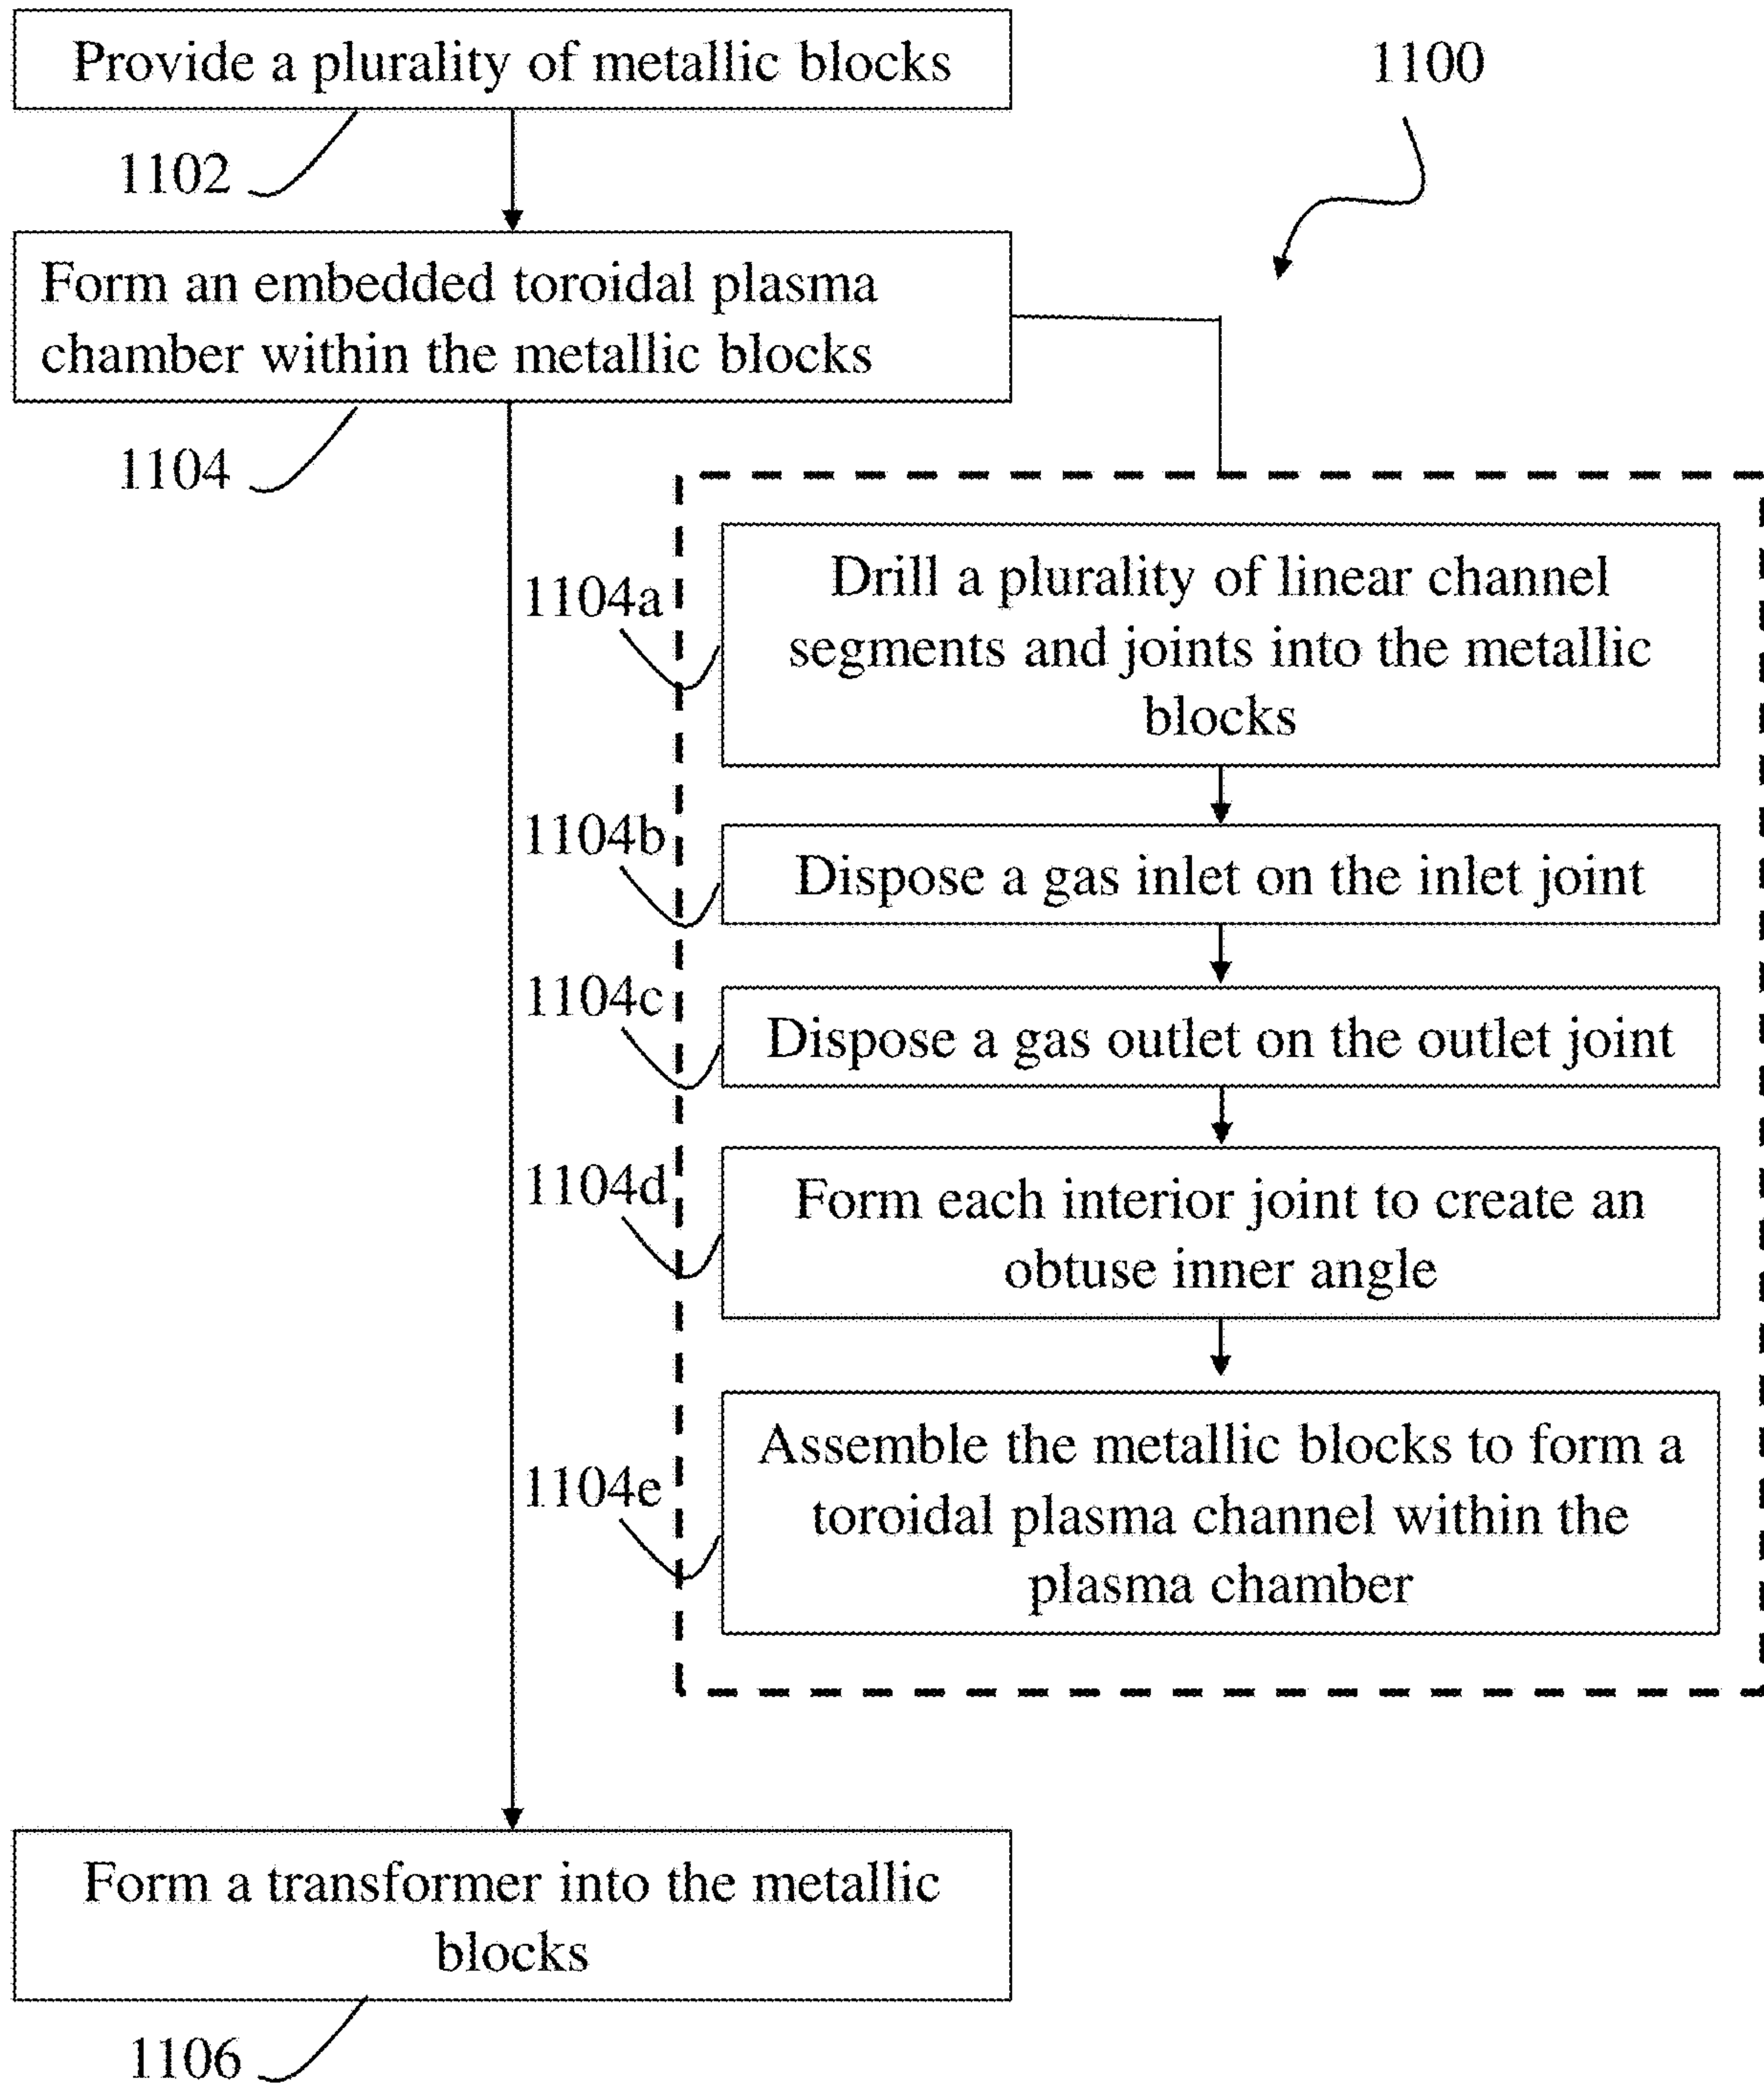 Provide a plurality of metallic blocks
1100
1102
Form an embedded toroidal plasma
chamber within the metallic blocks
1104
1104a
Drill a plurality of linear channel
segments and joints into the metallic
blocks
1104b
Dispose a gas inlet on the inlet joint
1104c
Dispose a gas outlet on the outlet joint
1104d
Form each interior joint to create an
obtuse inner angle
1104e
Assemble the metallic blocks to form a
toroidal plasma channel within the
plasma chamber
Form a transformer into the metallic
blocks
1106